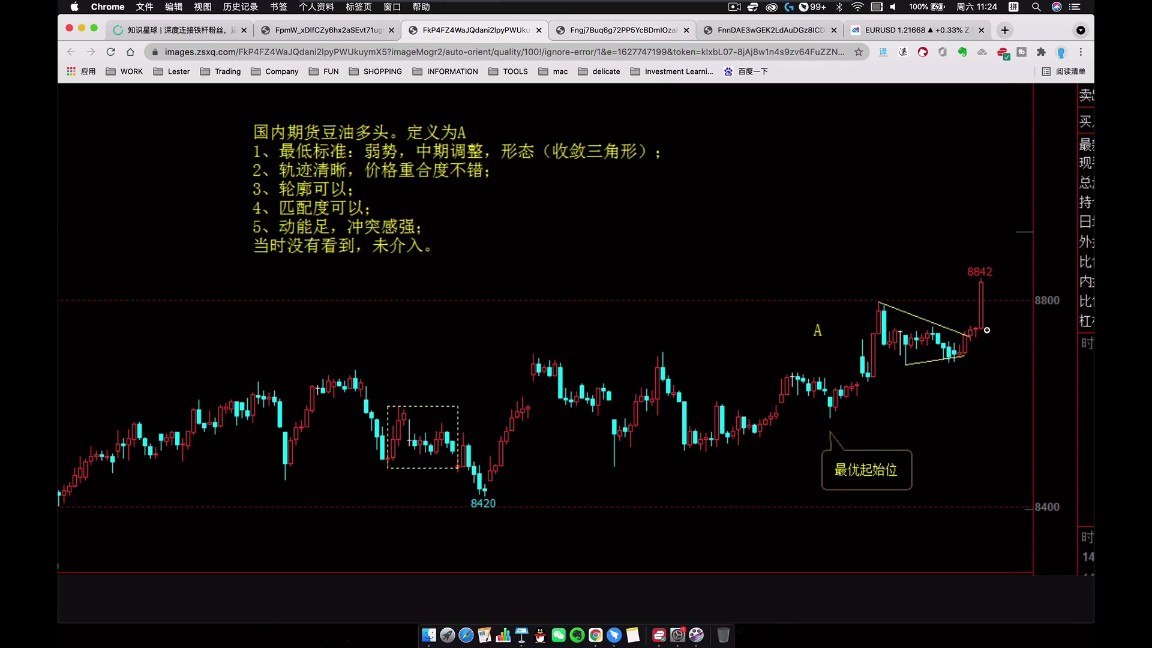 Chrome 文件 编辑 视图 历史记录 书签 个人资料 标签页 窗口 帮助 99+ 100% 拼 周六 11:24
知识星球 | 深度连接铁杆粉丝,
FpmW_xDIfCZy6hx2aSEvt71uuj
FkP4FZ4WaJQdani2IpyPWUku
Fngj7Buq6g72PP5YcBDmIOza
FnnDAE3wGEK2LdAuDGz8ICD
EURUSD 1.21668 ▲ +0.33% Z
images.zsxq.com/FkP4FZ4WaJQdani2IpyPWUkuymX5?imageMogr2/auto-orient/quality/100!/ignore-error/1&e=1627747199&token=kIxbL07-8jAj8w1n4s9zv64FuZZN...
应用 WORK Lester Trading Company FUN SHOPPING INFORMATION TOOLS mac delicate Investment Learni... 百度一下 阅读清单
国内期货豆油多头。定义为A
1、最低标准:弱势,中期调整,形态(收敛三角形);
2、轨迹清晰,价格重合度不错;
3、轮廓可以;
4、匹配度可以;
5、动能足,冲突感强;
当时没有看到,未介入。
8842
8800
A
最优起始位
8420
8400
卖出
买
最
现
总
持
日
外
比
内
比
杠
时
时
14